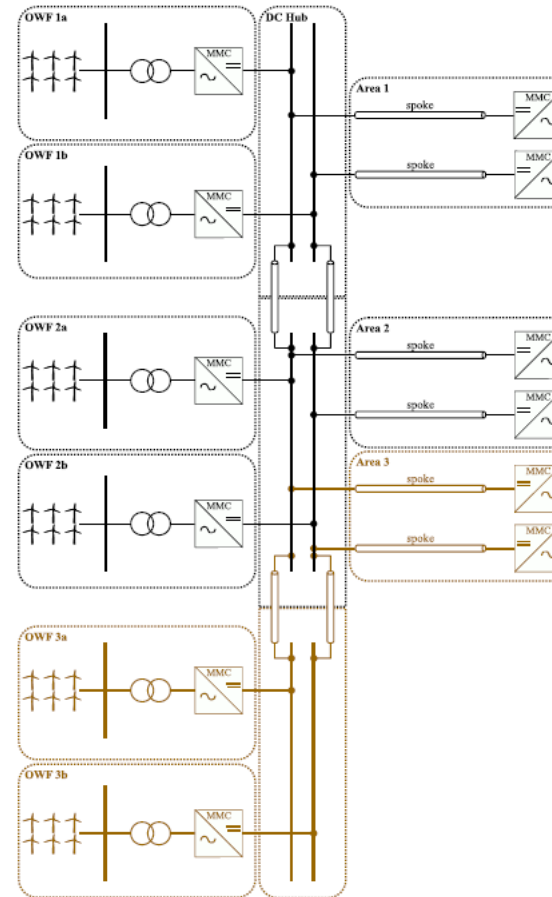 OWF 1a
DC Hub
MMC
Area 1
MMC
spoke
OWF 1b
MMC
spoke
MMC
OWF 2a
MMC
Area 2
MMC
spoke
spoke
MMC
OWF 2b
MMC
Area 3
MMC
spoke
spoke
MMC
OWF 3a
MMC
OWF 3b
MMC